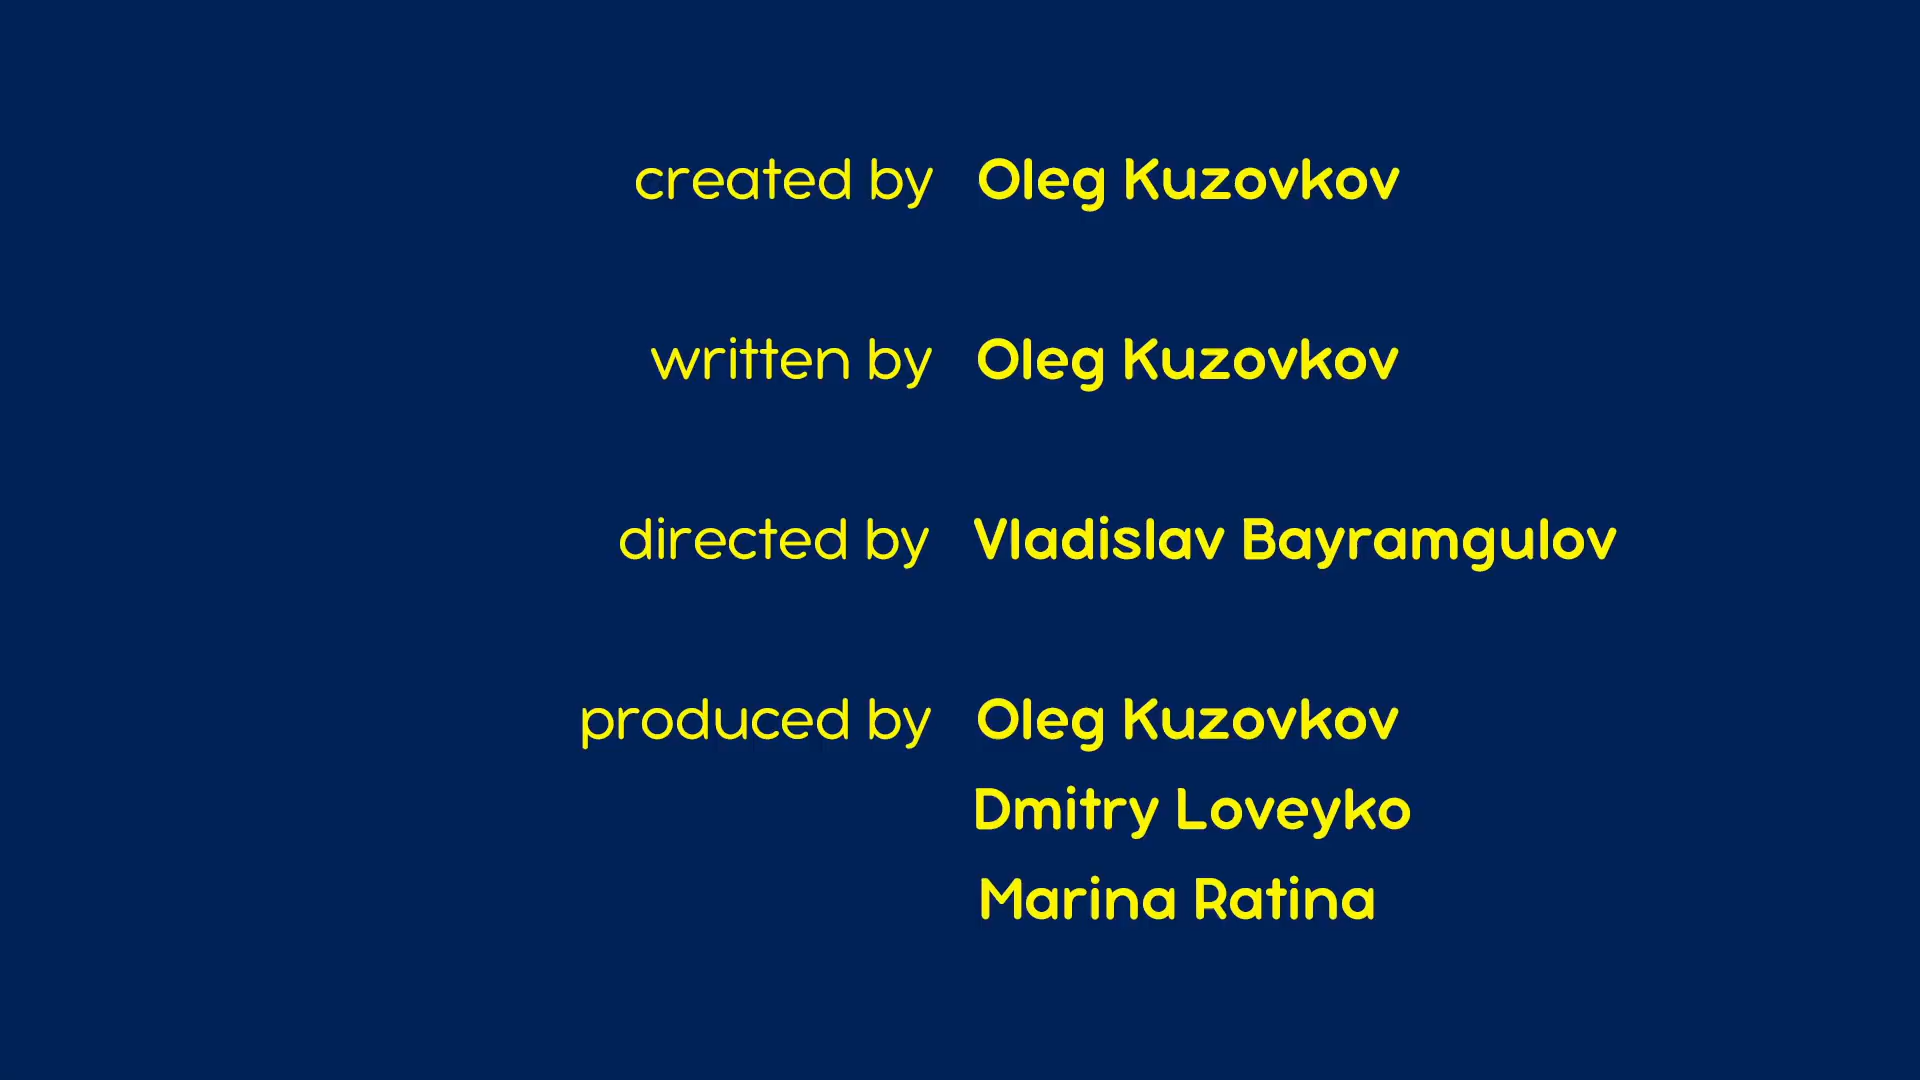 created by Oleg Kuzovkov
written by Oleg Kuzovkov
directed by Vladislav Bayramgulov
produced by Oleg Kuzovkov
Dmitry Loveyko
Marina Ratina